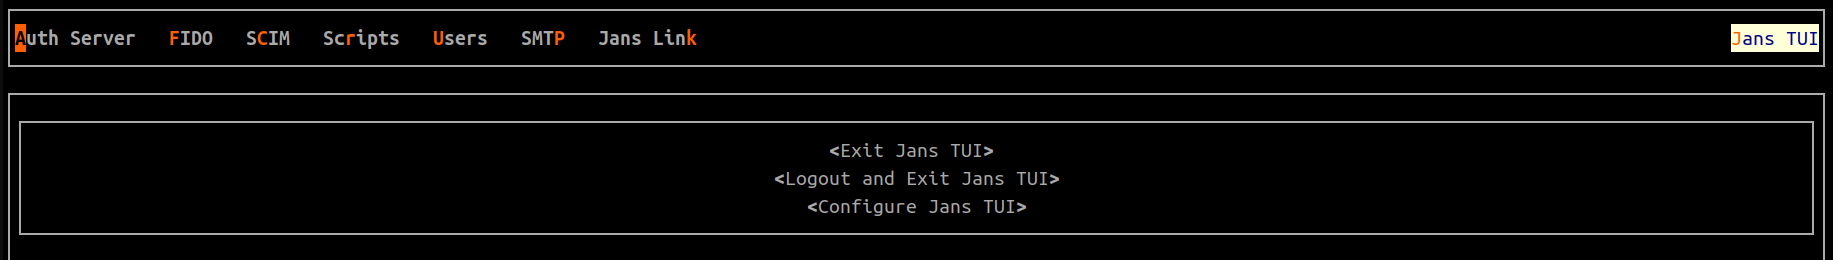 Auth Server FIDO SCIM Scripts Users SMTP Jans Link Jans TUI
<Exit Jans TUI>
<Logout and Exit Jans TUI>
<Configure Jans TUI>